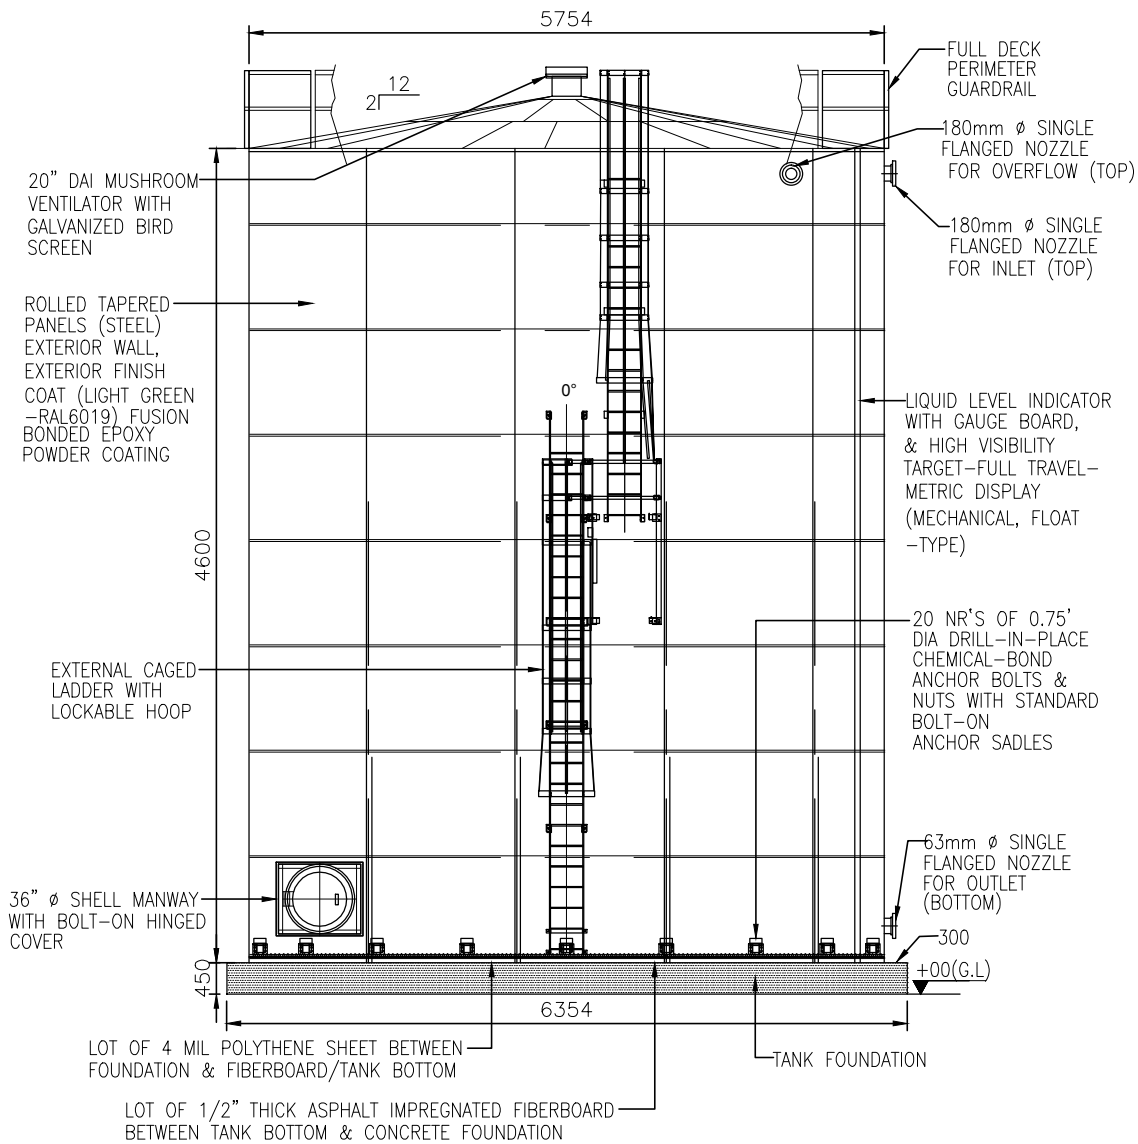 5754
FULL DECK
PERIMETER
GUARDRAIL
12
2
180mm ø SINGLE
FLANGED NOZZLE
FOR OVERFLOW (TOP)
20" DAI MUSHROOM
VENTILATOR WITH
GALVANIZED BIRD
SCREEN
180mm ø SINGLE
FLANGED NOZZLE
FOR INLET (TOP)
ROLLED TAPERED
PANELS (STEEL)
EXTERIOR WALL,
EXTERIOR FINISH
COAT (LIGHT GREEN
-RAL6019) FUSION
BONDED EPOXY
POWDER COATING
0°
LIQUID LEVEL INDICATOR
WITH GAUGE BOARD,
& HIGH VISIBILITY
TARGET-FULL TRAVEL-
METRIC DISPLAY
(MECHANICAL, FLOAT
-TYPE)
4600
20 NR'S OF 0.75'
DIA DRILL-IN-PLACE
CHEMICAL-BOND
ANCHOR BOLTS &
NUTS WITH STANDARD
BOLT-ON
ANCHOR SADLES
EXTERNAL CAGED
LADDER WITH
LOCKABLE HOOP
63mm ø SINGLE
FLANGED NOZZLE
FOR OUTLET
(BOTTOM)
36" ø SHELL MANWAY
WITH BOLT-ON HINGED
COVER
300
+00(G.L)
450
6354
LOT OF 4 MIL POLYTHENE SHEET BETWEEN
FOUNDATION & FIBERBOARD/TANK BOTTOM
TANK FOUNDATION
LOT OF 1/2" THICK ASPHALT IMPREGNATED FIBERBOARD
BETWEEN TANK BOTTOM & CONCRETE FOUNDATION